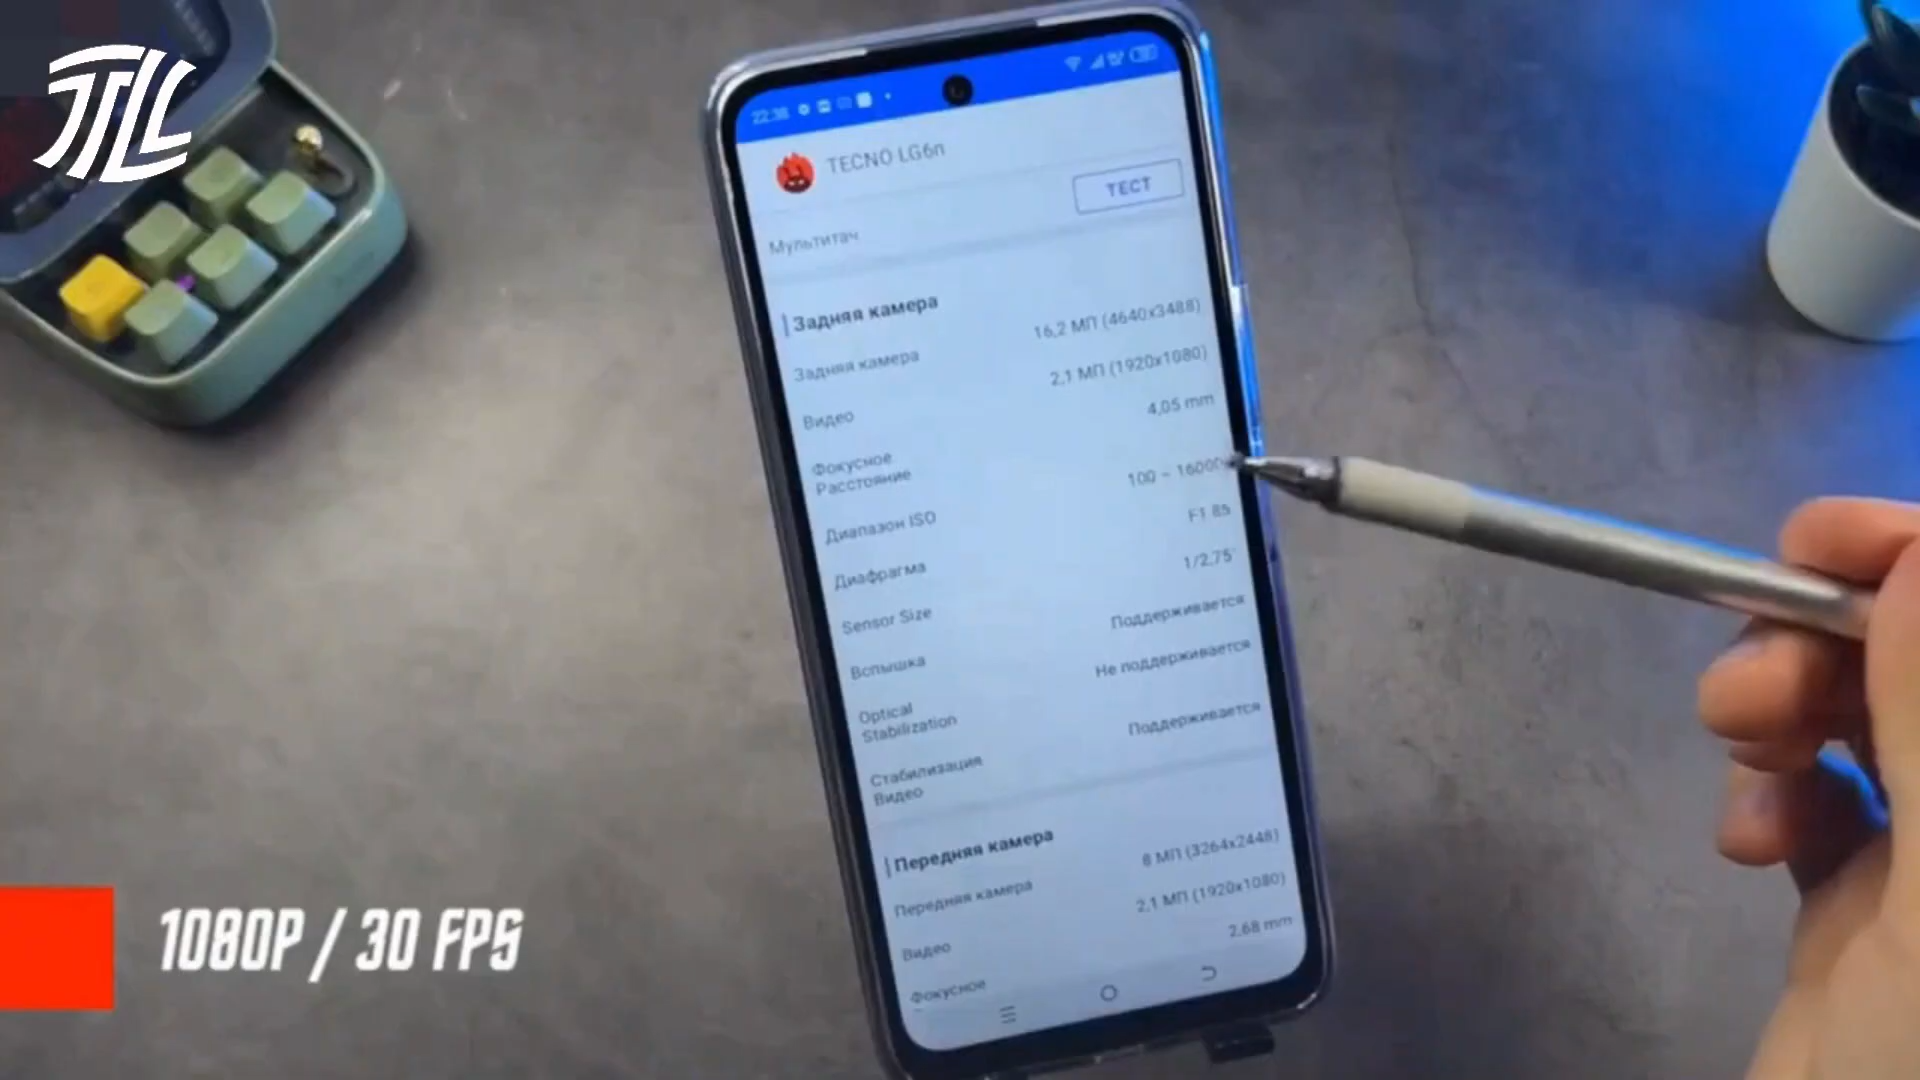 TLL
22:38
TECNO LG6n
ТЕСТ
Мультитач
Задняя камера
Задняя камера 16,2 МП (4640x3488)
Видео 2,1 МП (1920x1080)
Фокусное
Расстояние 4,05 mm
Диапазон ISO 100 ~ 1600
Диафрагма F1.85
Sensor Size 1/2,75"
Вспышка Поддерживается
Optical
Stabilization Не поддерживается
Стабилизация
Видео Поддерживается
Передняя камера
Передняя камера 8 МП (3264x2448)
Видео 2,1 МП (1920x1080)
Фокусное 2,68 mm
1080P / 30 FPS